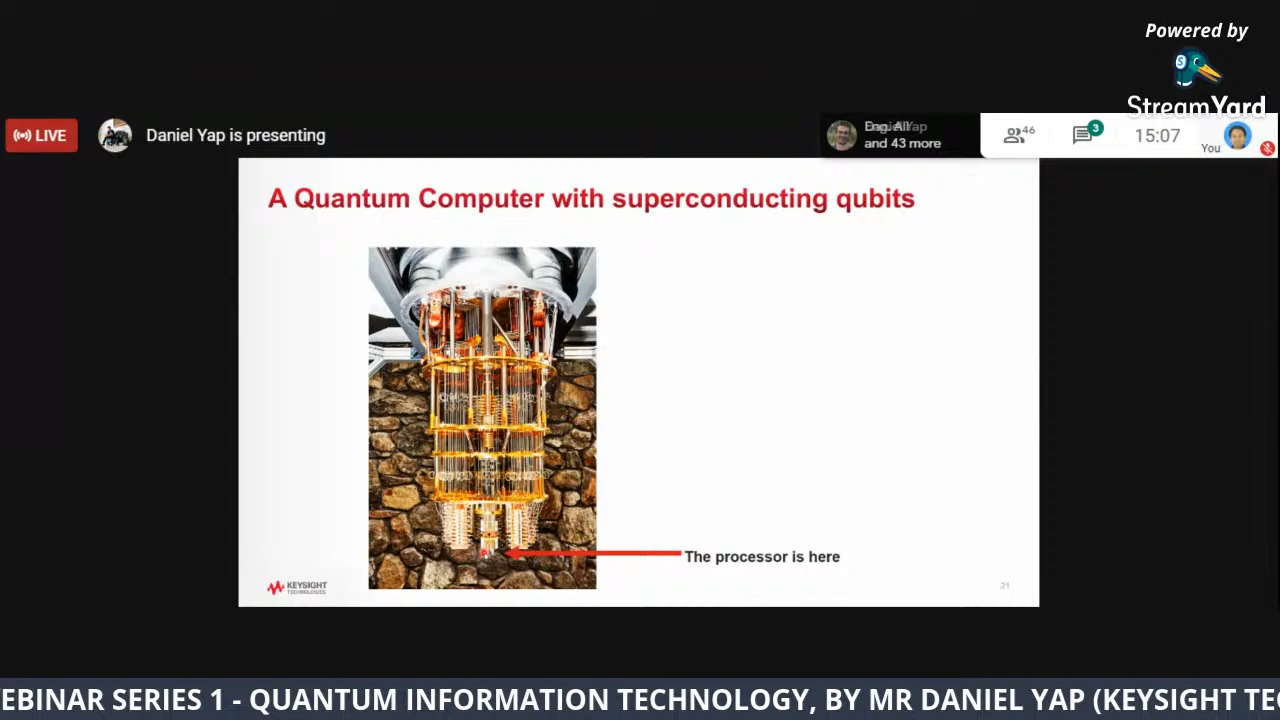 Powered by
StreamYard
LIVE
Daniel Yap is presenting
and 43 more
46
3
15:07
You
A Quantum Computer with superconducting qubits
The processor is here
KEYSIGHT
TECHNOLOGIES
21
EBINAR SERIES 1 - QUANTUM INFORMATION TECHNOLOGY, BY MR DANIEL YAP (KEYSIGHT TE